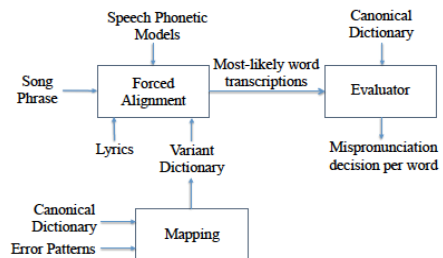 Speech Phonetic
Models
Canonical
Dictionary
Song
Phrase
Forced
Alignment
Most-likely word
transcriptions
Evaluator
Lyrics
Variant
Dictionary
Mispronunciation
decision per word
Canonical
Dictionary
Error Patterns
Mapping